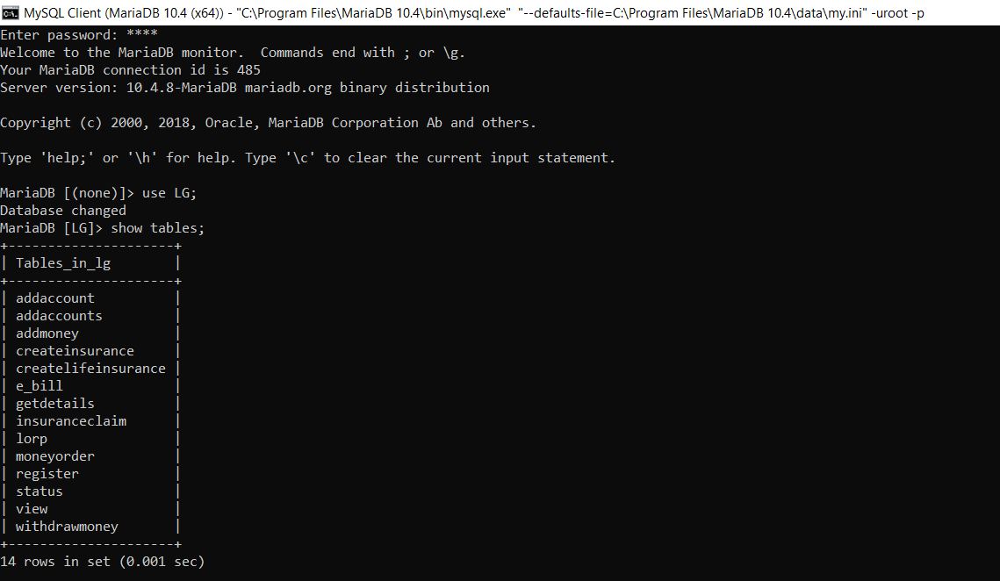 MySQL Client (MariaDB 10.4 (x64)) - "C:\Program Files\MariaDB 10.4\bin\mysql.exe"  "--defaults-file=C:\Program Files\MariaDB 10.4\data\my.ini" -uroot -p
Enter password: ****
Welcome to the MariaDB monitor.  Commands end with ; or \g.
Your MariaDB connection id is 485
Server version: 10.4.8-MariaDB mariadb.org binary distribution

Copyright (c) 2000, 2018, Oracle, MariaDB Corporation Ab and others.

Type 'help;' or '\h' for help. Type '\c' to clear the current input statement.

MariaDB [(none)]> use LG;
Database changed
MariaDB [LG]> show tables;
+---------------------+
| Tables_in_lg        |
+---------------------+
| addaccount          |
| addaccounts         |
| addmoney            |
| createinsurance     |
| createlifeinsurance |
| e_bill              |
| getdetails          |
| insuranceclaim      |
| lorp                |
| moneyorder          |
| register            |
| status              |
| view                |
| withdrawmoney       |
+---------------------+
14 rows in set (0.001 sec)